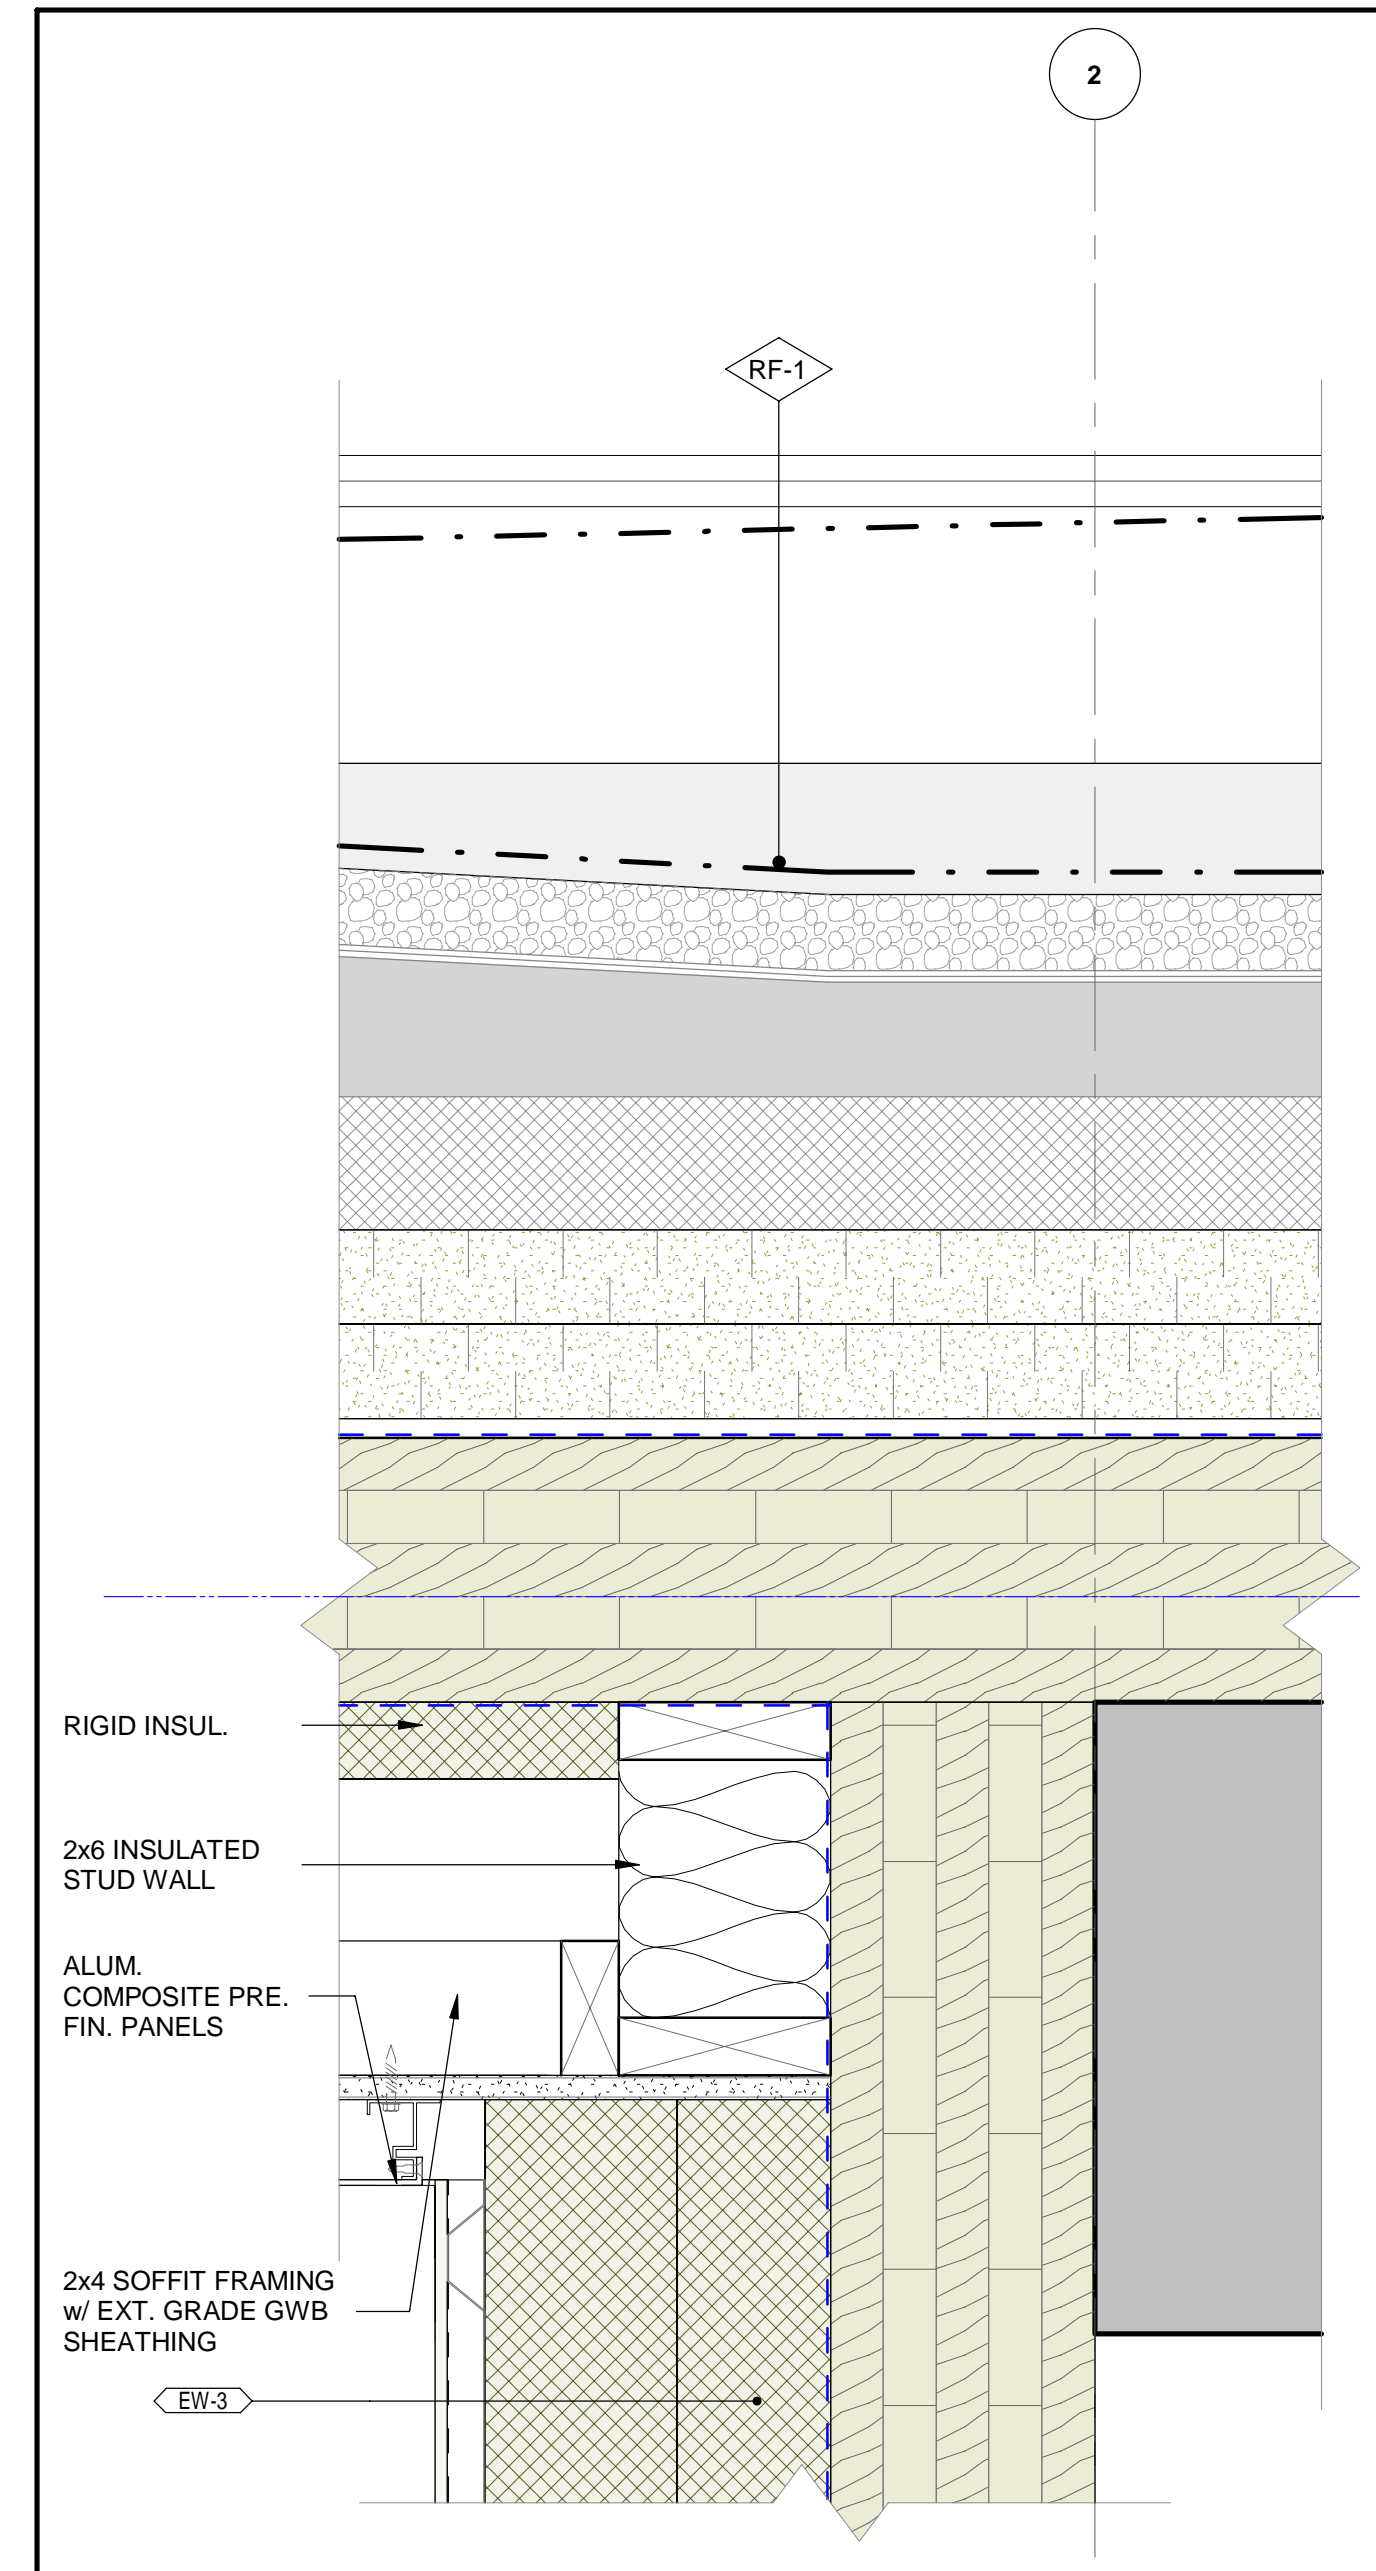 2
RF-1
RIGID INSUL.
2x6 INSULATED
STUD WALL
ALUM.
COMPOSITE PRE.
FIN. PANELS
2x4 SOFFIT FRAMING
w/ EXT. GRADE GWB
SHEATHING
EW-3